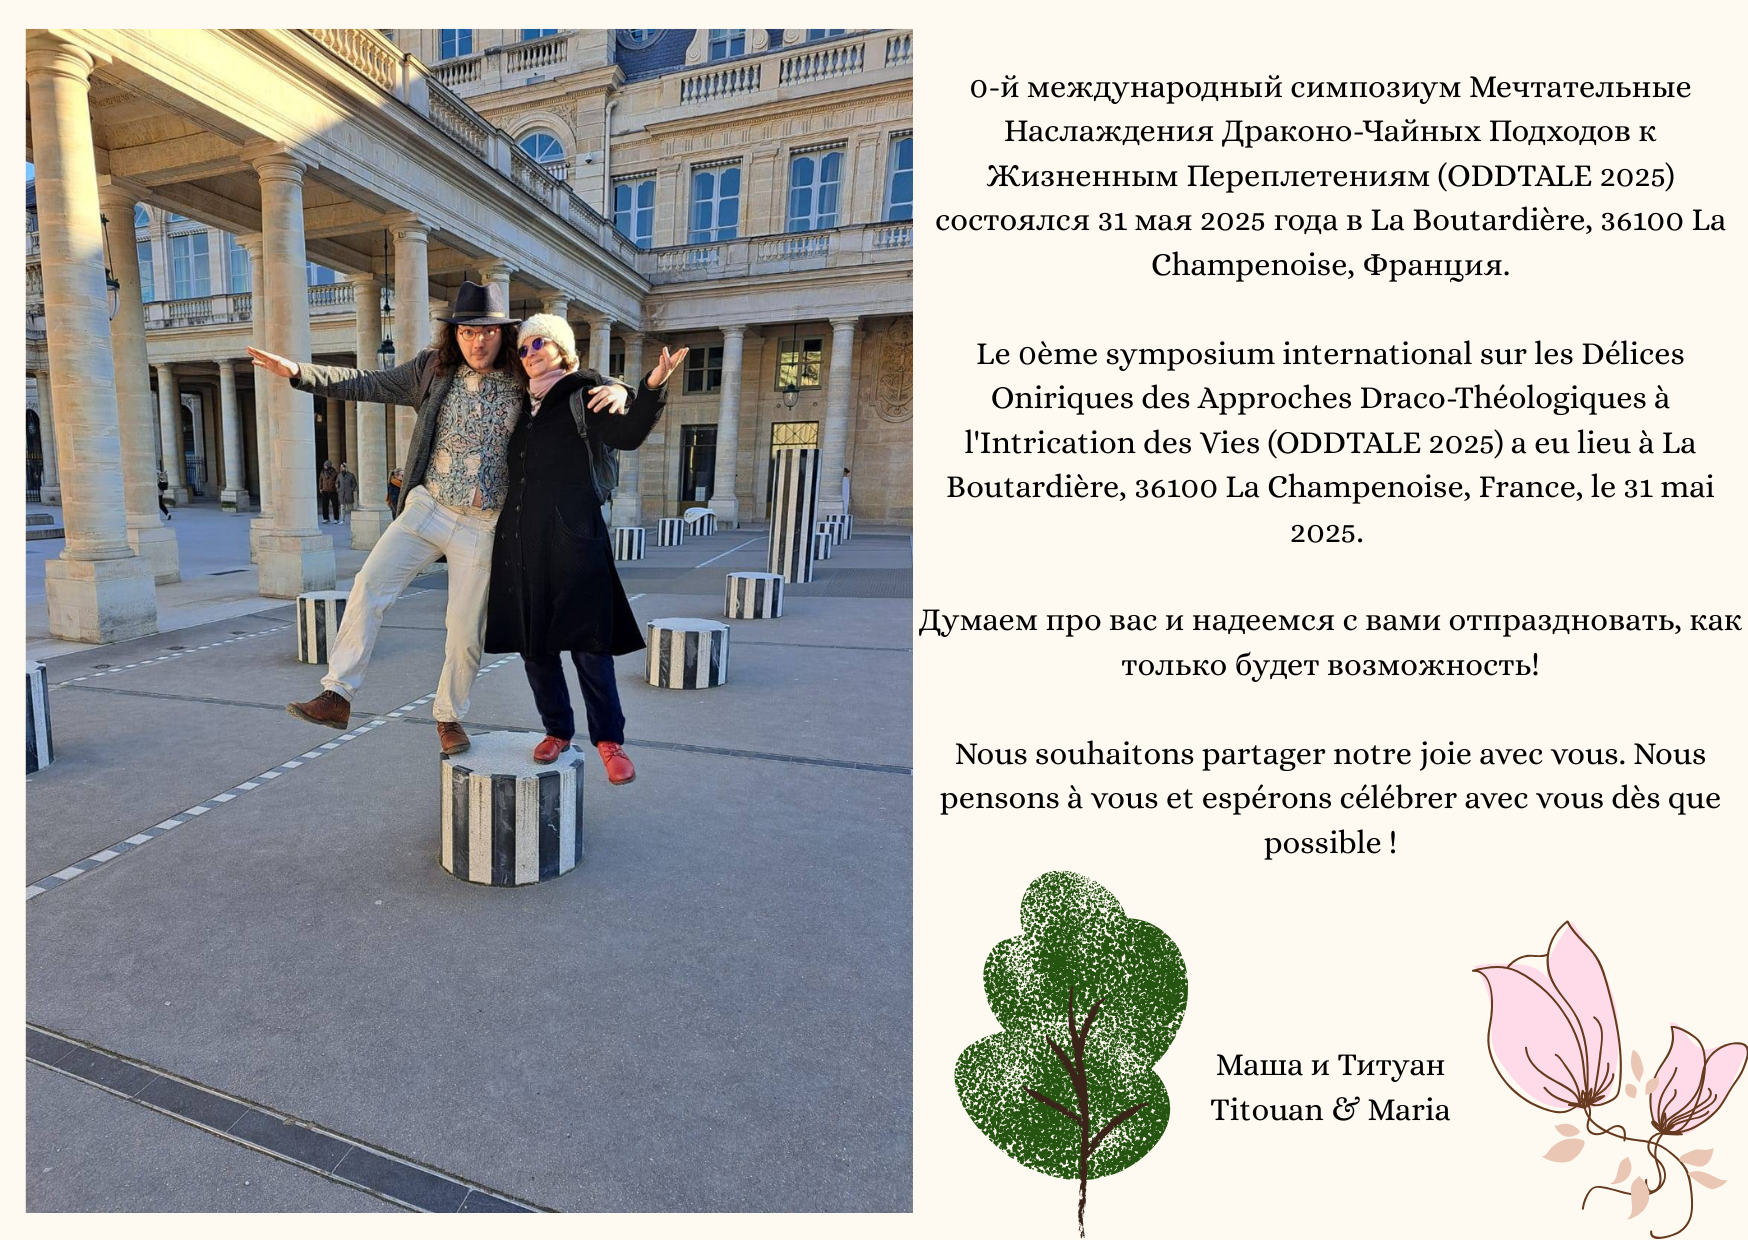 0-й международный симпозиум Мечтательные
Наслаждения Драконо-Чайных Подходов к
Жизненным Переплетениям (ODDTALE 2025)
состоялся 31 мая 2025 года в La Boutardière, 36100 La
Champenoise, Франция.
Le 0ème symposium international sur les Délices
Oniriques des Approches Draco-Théologiques à
l'Intrication des Vies (ODDTALE 2025) a eu lieu à La
Boutardière, 36100 La Champenoise, France, le 31 mai
2025.
Думаем про вас и надеемся с вами отпраздновать, как
только будет возможность!
Nous souhaitons partager notre joie avec vous. Nous
pensons à vous et espérons célébrer avec vous dès que
possible !
Маша и Титуан
Titouan & Maria